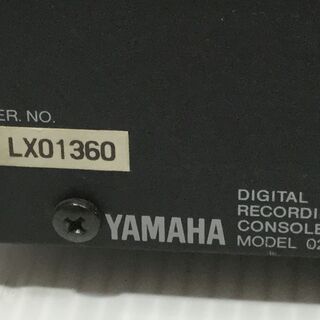 ER. NO.
LX01360
YAMAHA
DIGITAL
RECORDI
CONSOLE
MODEL 02